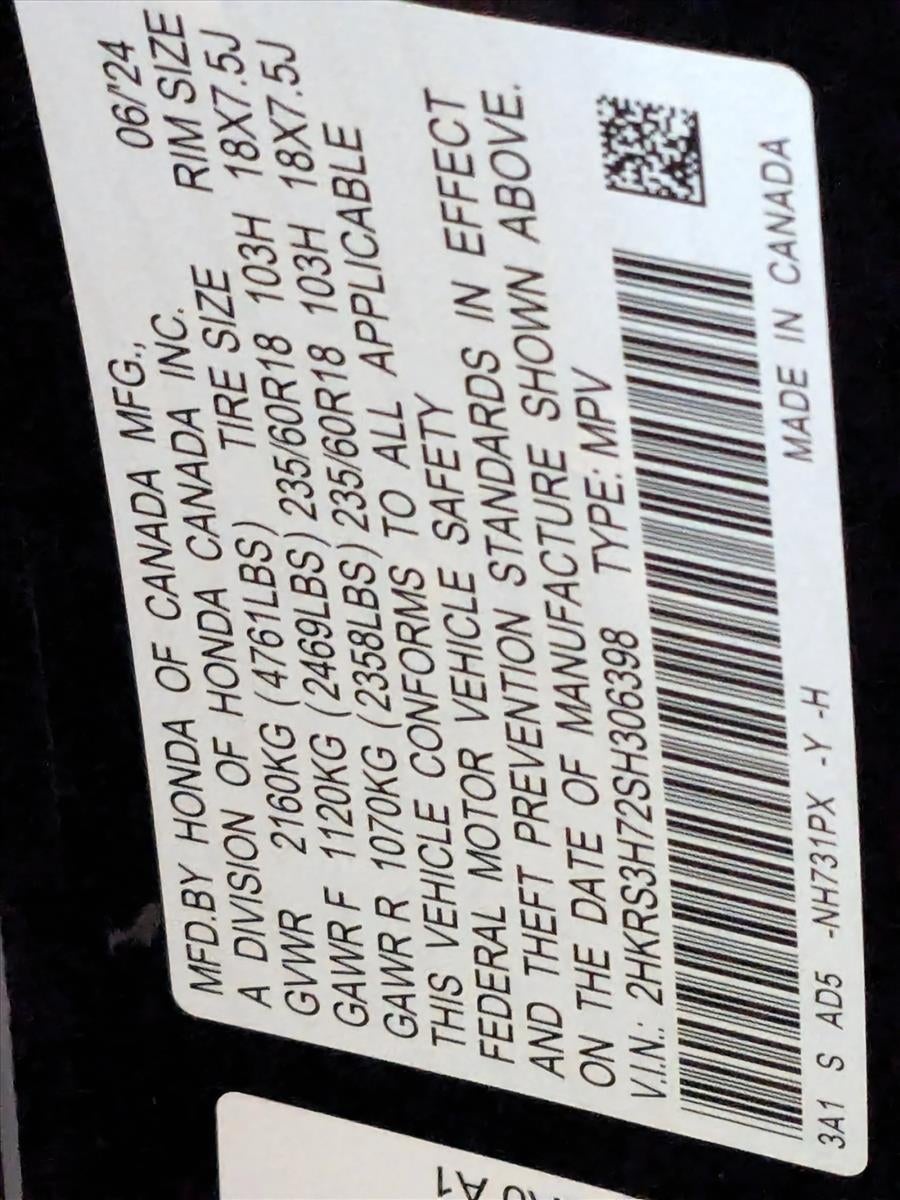 MFD.BY HONDA OF CANADA MFG., 06/'24
A DIVISION OF HONDA CANADA INC. RIM SIZE
TIRE SIZE
GVWR 2160KG (4761LBS) 18X7.5J
GAWR F 1120KG (2469LBS) 235/60R18 103H 18X7.5J
GAWR R 1070KG (2358LBS) 235/60R18 103H
THIS VEHICLE CONFORMS TO ALL APPLICABLE
FEDERAL MOTOR VEHICLE SAFETY
AND THEFT PREVENTION STANDARDS IN EFFECT
ON THE DATE OF MANUFACTURE SHOWN ABOVE.
V.I.N.: 2HKRS3H72SH306398 TYPE: MPV
3A1 S AD5 -NH731PX -Y -H MADE IN CANADA
A1